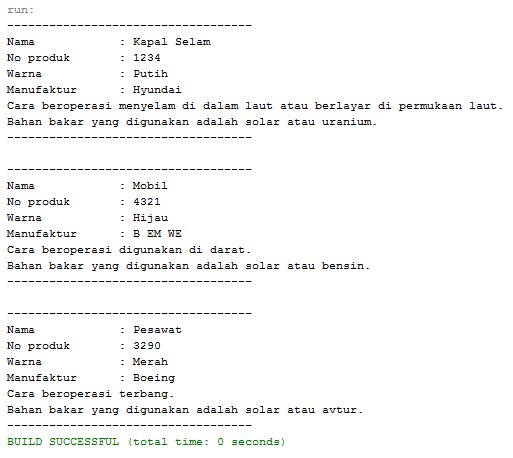 run:
-----------------------------------
Nama : Kapal Selam
No produk : 1234
Warna : Putih
Manufaktur : Hyundai
Cara beroperasi menyelam di dalam laut atau berlayar di permukaan laut.
Bahan bakar yang digunakan adalah solar atau uranium.
-----------------------------------
-----------------------------------
Nama : Mobil
No produk : 4321
Warna : Hijau
Manufaktur : B EM WE
Cara beroperasi digunakan di darat.
Bahan bakar yang digunakan adalah solar atau bensin.
-----------------------------------
-----------------------------------
Nama : Pesawat
No produk : 3290
Warna : Merah
Manufaktur : Boeing
Cara beroperasi terbang.
Bahan bakar yang digunakan adalah solar atau avtur.
-----------------------------------
BUILD SUCCESSFUL (total time: 0 seconds)